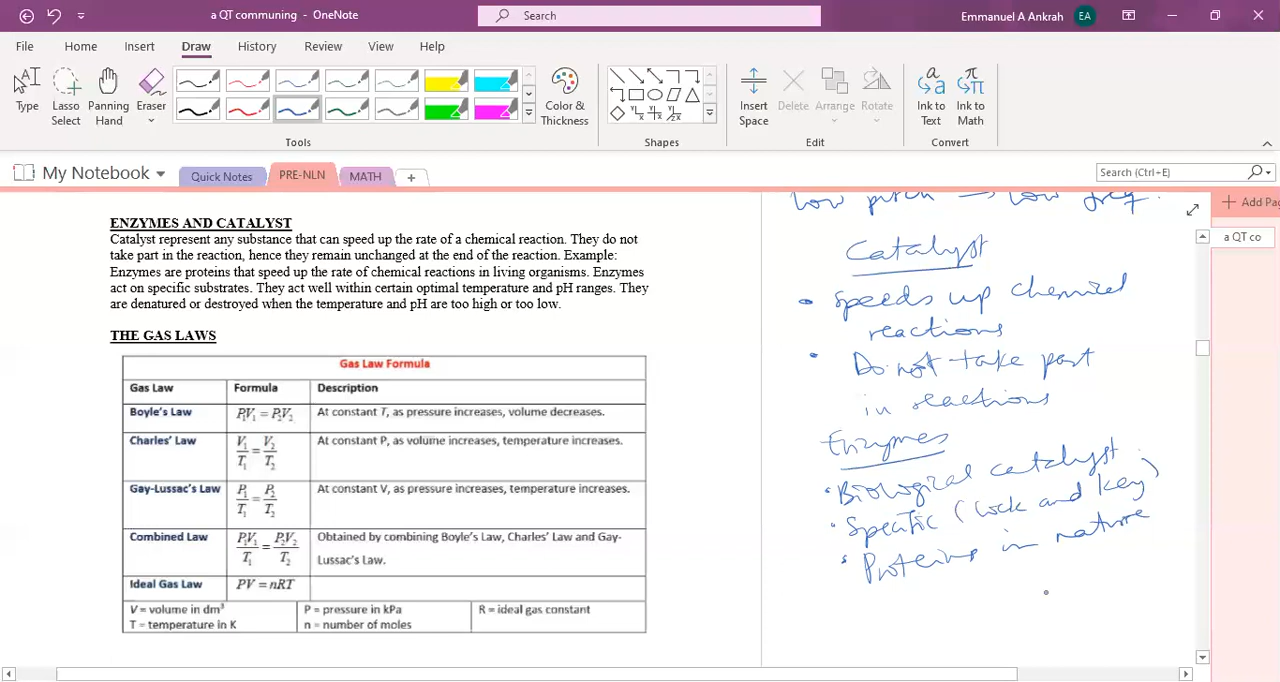 a QT communing - OneNote
Search
Emmanuel A Ankrah
EA
File Home Insert Draw History Review View Help
Type
Lasso Select
Panning Hand
Eraser
Color & Thickness
Insert Space
Delete
Arrange
Rotate
Ink to Text
Ink to Math
Tools
Shapes
Edit
Convert
My Notebook
Quick Notes
PRE-NLN
MATH
Search (Ctrl+E)
Add Pag
a QT co
ENZYMES AND CATALYST
Catalyst represent any substance that can speed up the rate of a chemical reaction. They do not
take part in the reaction, hence they remain unchanged at the end of the reaction. Example:
Enzymes are proteins that speed up the rate of chemical reactions in living organisms. Enzymes
act on specific substrates. They act well within certain optimal temperature and pH ranges. They
are denatured or destroyed when the temperature and pH are too high or too low.
THE GAS LAWS
Gas Law Formula
Gas Law Formula Description
Boyle's Law P₁V₁ = P₂V₂ At constant T, as pressure increases, volume decreases.
Charles' Law V₁/T₁ = V₂/T₂ At constant P, as volume increases, temperature increases.
Gay-Lussac's Law P₁/T₁ = P₂/T₂ At constant V, as pressure increases, temperature increases.
Combined Law P₁V₁/T₁ = P₂V₂/T₂ Obtained by combining Boyle's Law, Charles' Law and Gay-
Lussac's Law.
Ideal Gas Law PV = nRT
V = volume in dm³ P = pressure in kPa R = ideal gas constant
T = temperature in K n = number of moles
low pitch → low freq.
Catalyst
• Speeds up chemical
reactions
• Do not take part
in reactions
Enzymes
• Biological catalyst
• Specific (lock and key)
• Proteins in nature